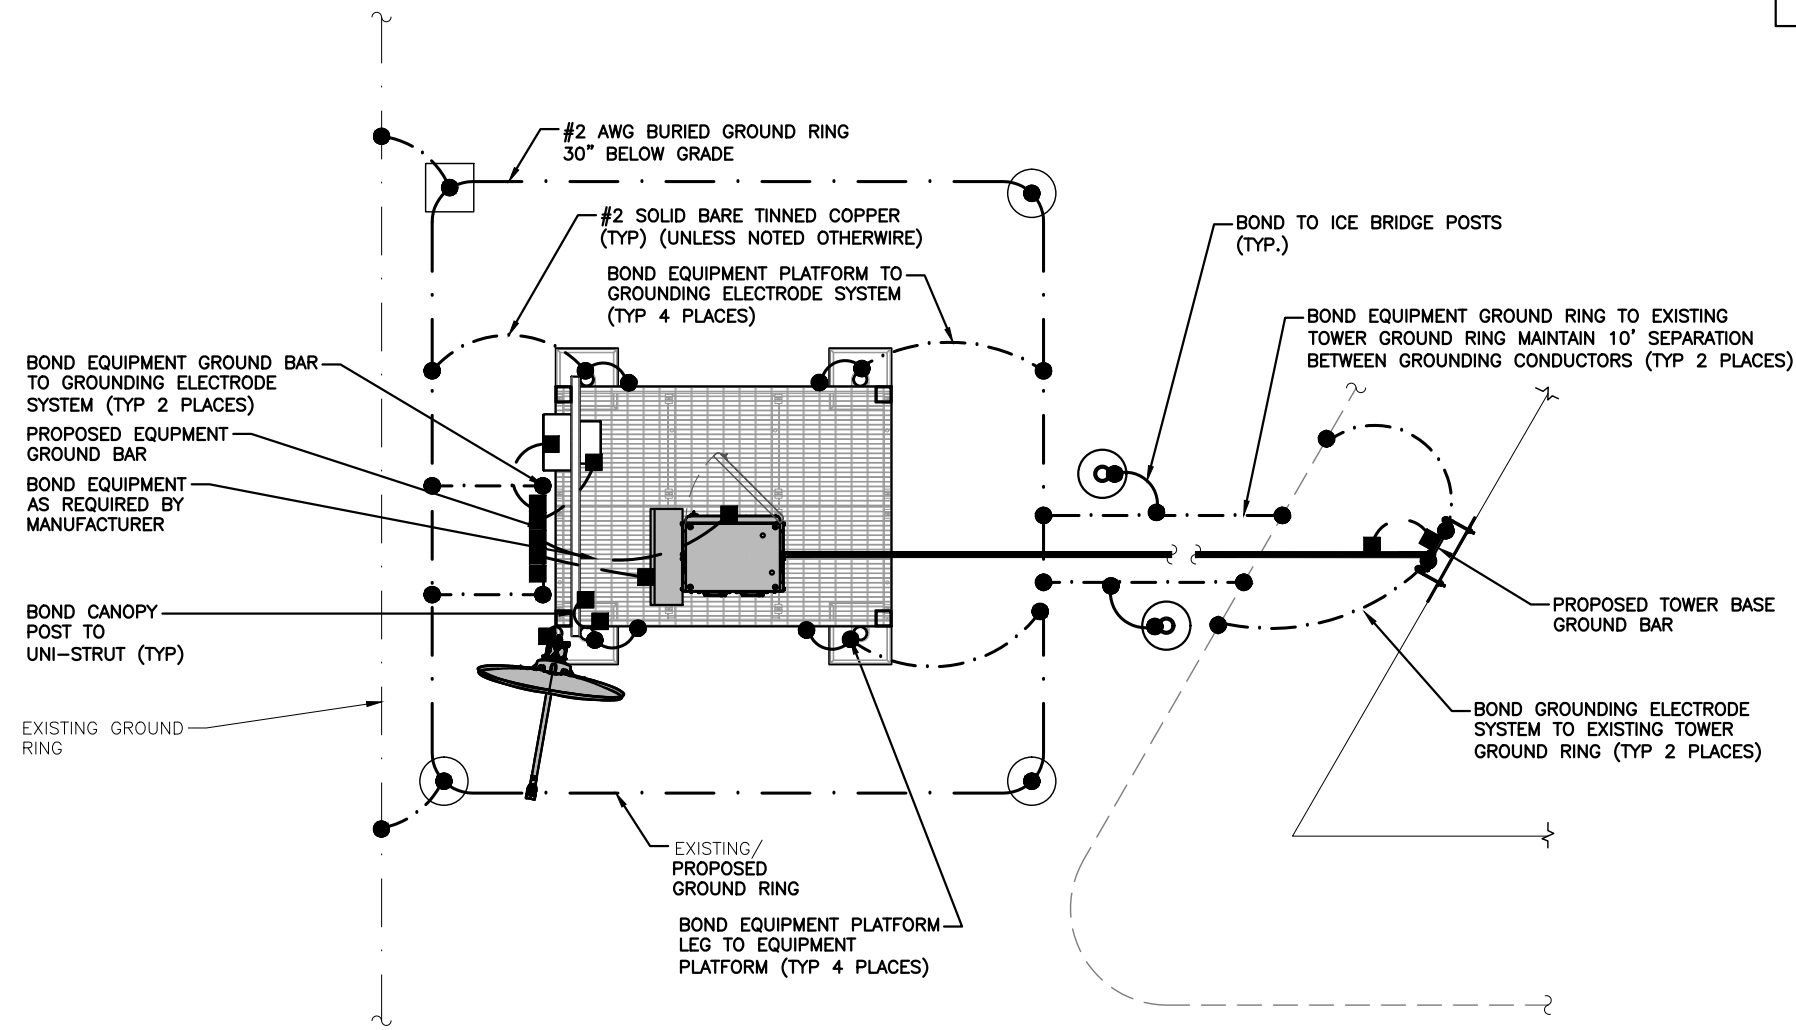 #2 AWG BURIED GROUND RING
30" BELOW GRADE
#2 SOLID BARE TINNED COPPER
(TYP) (UNLESS NOTED OTHERWIRE)
BOND EQUIPMENT PLATFORM TO
GROUNDING ELECTRODE SYSTEM
(TYP 4 PLACES)
BOND TO ICE BRIDGE POSTS
(TYP.)
BOND EQUIPMENT GROUND RING TO EXISTING
TOWER GROUND RING MAINTAIN 10' SEPARATION
BETWEEN GROUNDING CONDUCTORS (TYP 2 PLACES)
BOND EQUIPMENT GROUND BAR
TO GROUNDING ELECTRODE
SYSTEM (TYP 2 PLACES)
PROPOSED EQUPMENT
GROUND BAR
BOND EQUIPMENT
AS REQUIRED BY
MANUFACTURER
BOND CANOPY
POST TO
UNI-STRUT (TYP)
EXISTING GROUND
RING
PROPOSED TOWER BASE
GROUND BAR
BOND GROUNDING ELECTRODE
SYSTEM TO EXISTING TOWER
GROUND RING (TYP 2 PLACES)
EXISTING/
PROPOSED
GROUND RING
BOND EQUIPMENT PLATFORM
LEG TO EQUIPMENT
PLATFORM (TYP 4 PLACES)